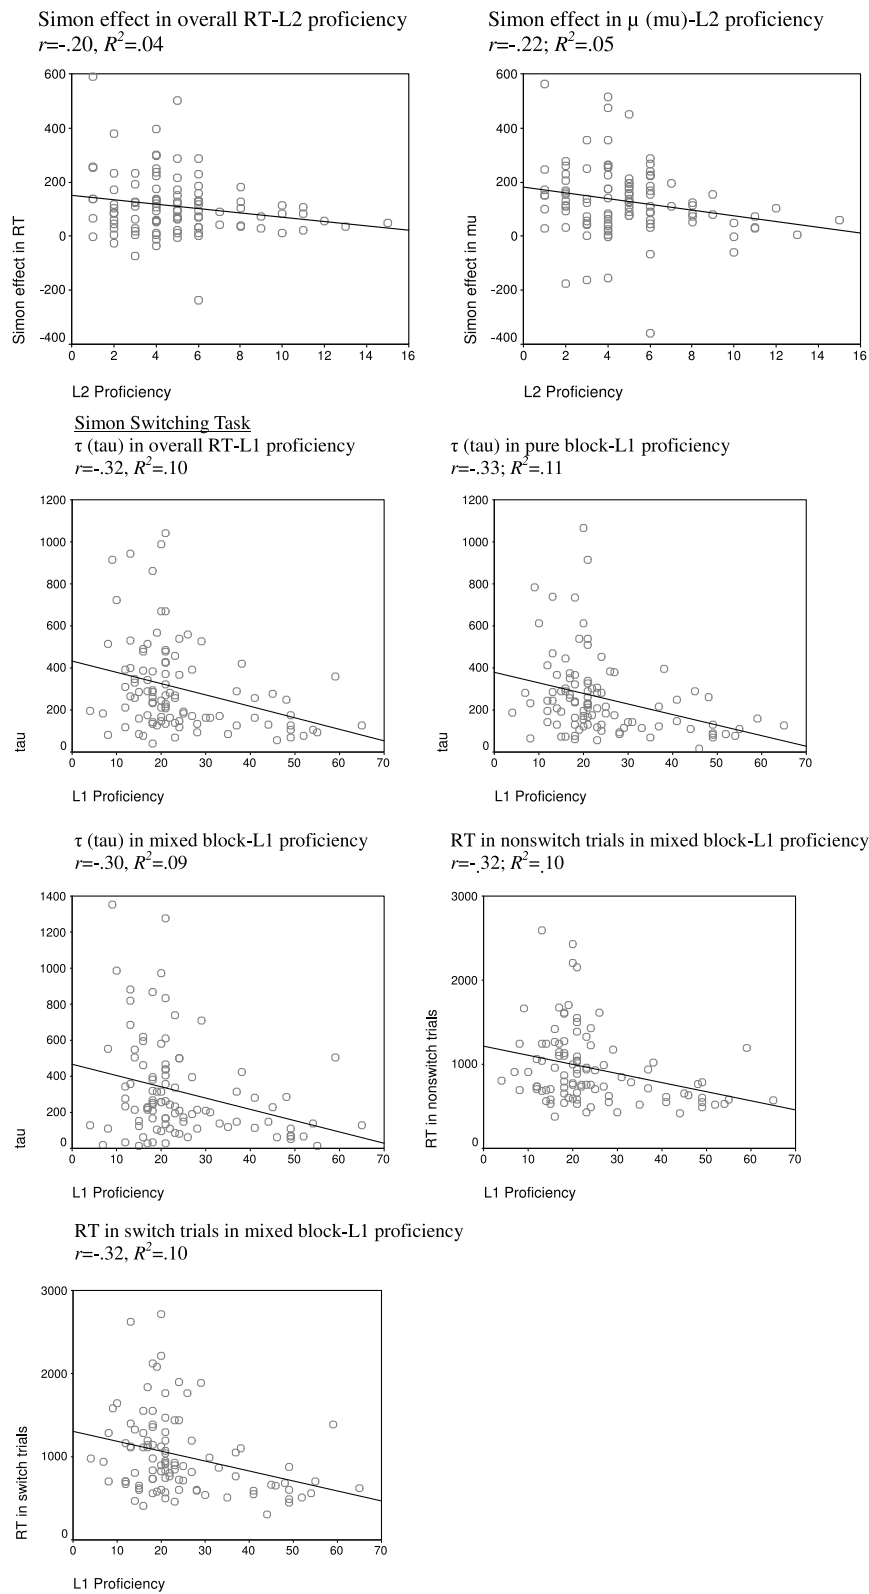 Simon effect in overall RT-L2 proficiency
r=-.20, R²=.04
600
400
200
0
-200
-400
Simon effect in RT
0 2 4 6 8 10 12 14 16
L2 Proficiency
Simon effect in μ (mu)-L2 proficiency
r=-.22; R²=.05
600
400
200
0
-200
-400
Simon effect in mu
0 2 4 6 8 10 12 14 16
L2 Proficiency
Simon Switching Task
τ (tau) in overall RT-L1 proficiency
r=-.32, R²=.10
1200
1000
800
600
400
200
0
tau
0 10 20 30 40 50 60 70
L1 Proficiency
τ (tau) in pure block-L1 proficiency
r=-.33; R²=.11
1200
1000
800
600
400
200
0
tau
0 10 20 30 40 50 60 70
L1 Proficiency
τ (tau) in mixed block-L1 proficiency
r=-.30, R²=.09
1400
1200
1000
800
600
400
200
0
tau
0 10 20 30 40 50 60 70
L1 Proficiency
RT in nonswitch trials in mixed block-L1 proficiency
r=-.32; R²=.10
3000
2000
1000
0
RT in nonswitch trials
0 10 20 30 40 50 60 70
L1 Proficiency
RT in switch trials in mixed block-L1 proficiency
r=-.32, R²=.10
3000
2000
1000
0
RT in switch trials
0 10 20 30 40 50 60 70
L1 Proficiency